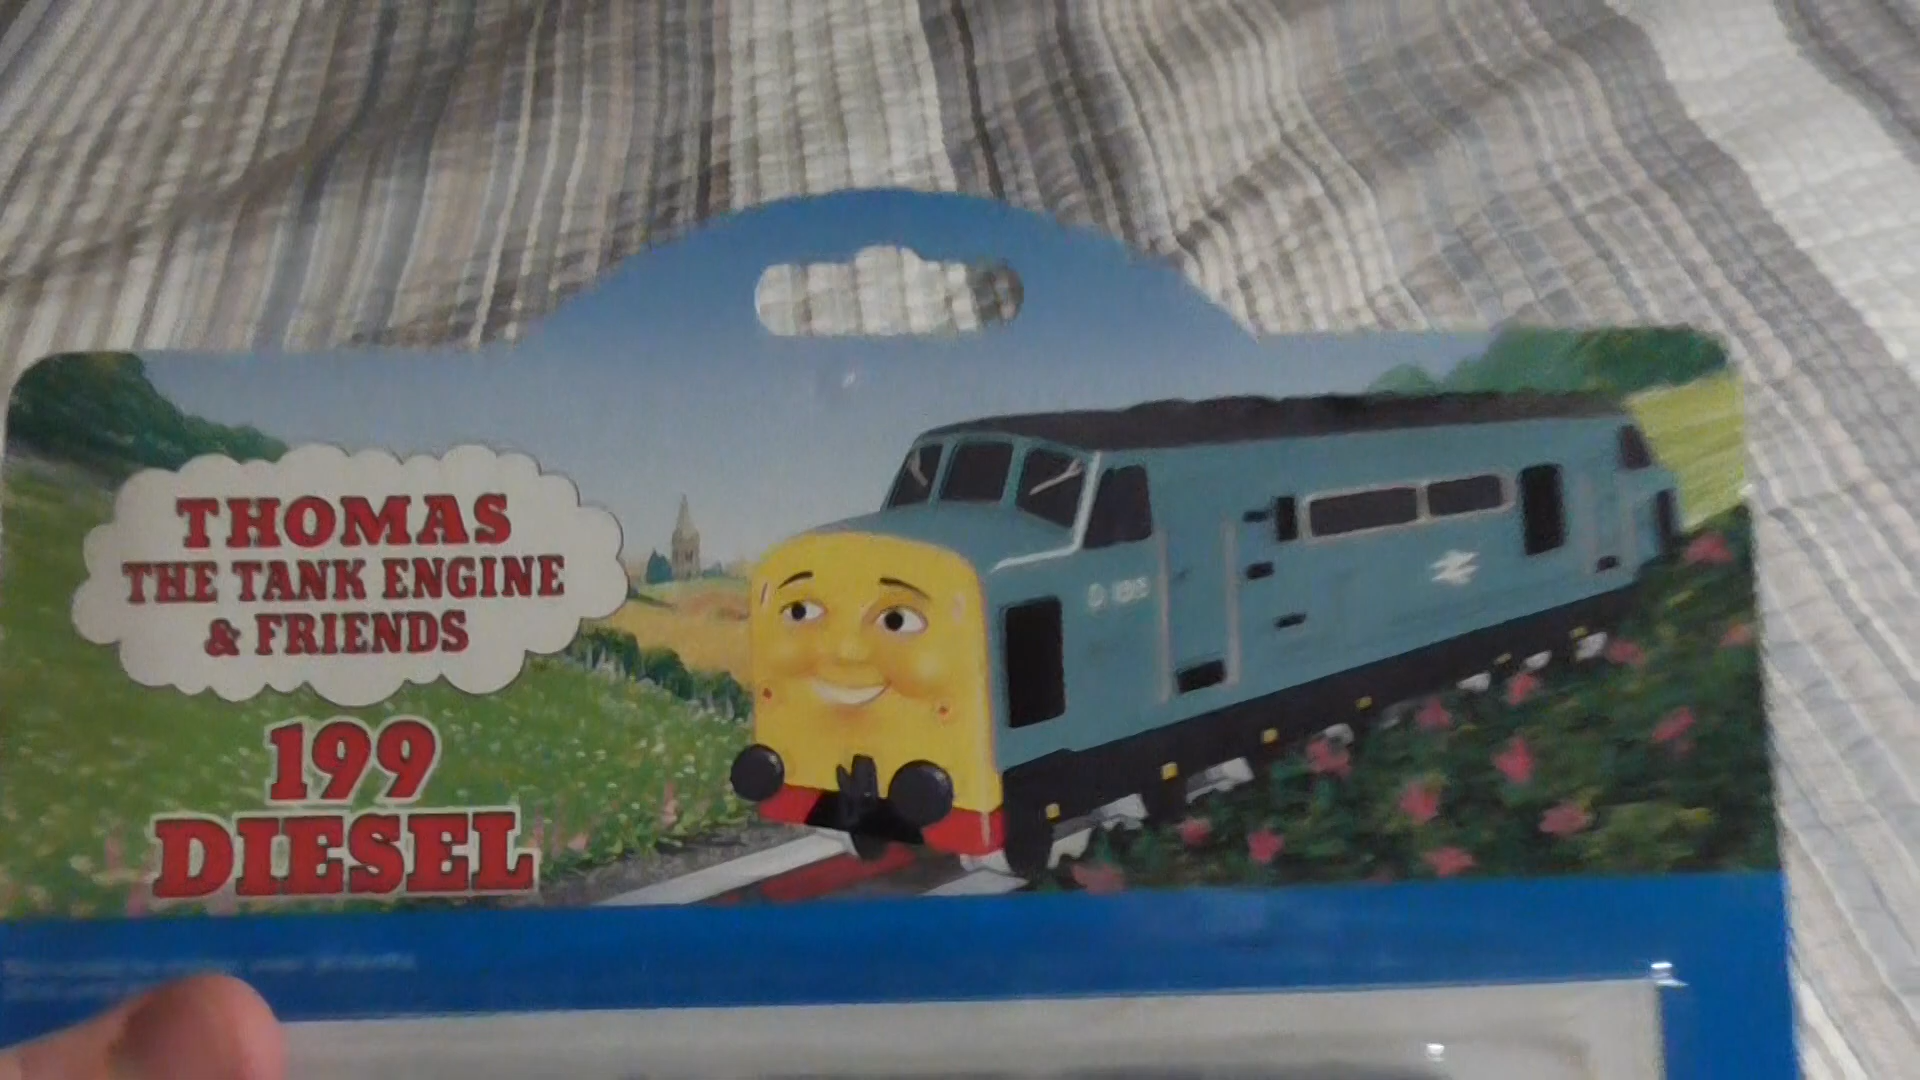 THOMAS
THE TANK ENGINE
& FRIENDS
199
DIESEL